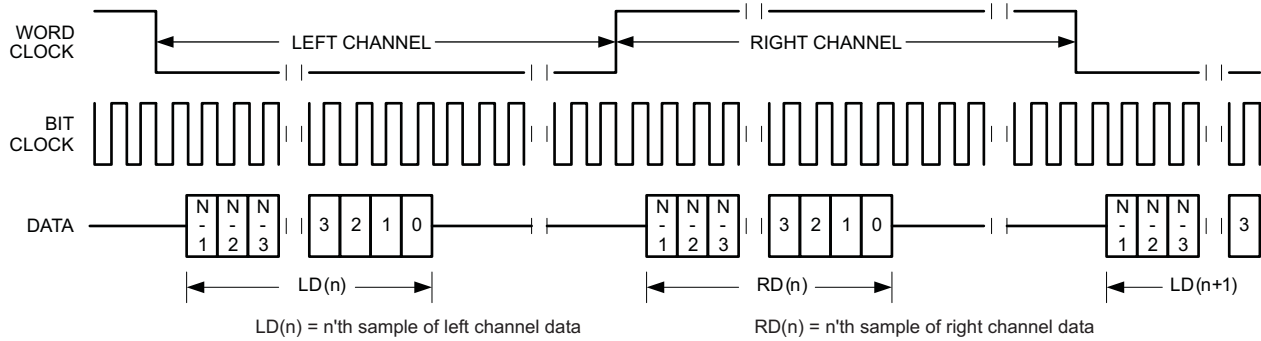 WORD
CLOCK
LEFT CHANNEL
RIGHT CHANNEL
BIT
CLOCK
DATA
N-1 N-2 N-3 3 2 1 0 N-1 N-2 N-3 3 2 1 0 N-1 N-2 N-3 3
LD(n) RD(n) LD(n+1)
LD(n) = n'th sample of left channel data
RD(n) = n'th sample of right channel data